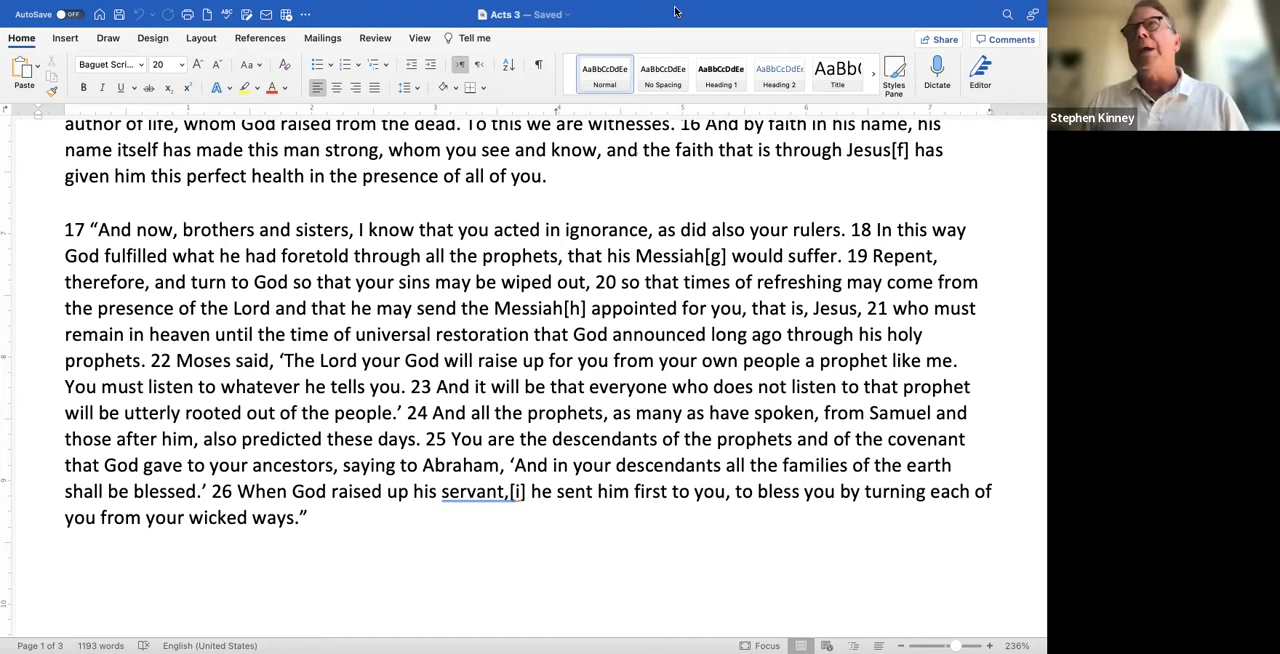 AutoSave OFF
Acts 3 — Saved
Home Insert Draw Design Layout References Mailings Review View Tell me
Share Comments
Paste
Baguet Scri... 20
Aa
B I U ab x₂ x² A A
AaBbCcDdEe Normal
AaBbCcDdEe No Spacing
AaBbCcDdEe Heading 1
AaBbCcDdE Heading 2
AaBb( Title
Styles Pane
Dictate
Editor
1 2 3 4 5 6 7
author of life, whom God raised from the dead. To this we are witnesses. 16 And by faith in his name, his
name itself has made this man strong, whom you see and know, and the faith that is through Jesus[f] has
given him this perfect health in the presence of all of you.
17 “And now, brothers and sisters, I know that you acted in ignorance, as did also your rulers. 18 In this way
God fulfilled what he had foretold through all the prophets, that his Messiah[g] would suffer. 19 Repent,
therefore, and turn to God so that your sins may be wiped out, 20 so that times of refreshing may come from
the presence of the Lord and that he may send the Messiah[h] appointed for you, that is, Jesus, 21 who must
remain in heaven until the time of universal restoration that God announced long ago through his holy
prophets. 22 Moses said, ‘The Lord your God will raise up for you from your own people a prophet like me.
You must listen to whatever he tells you. 23 And it will be that everyone who does not listen to that prophet
will be utterly rooted out of the people.’ 24 And all the prophets, as many as have spoken, from Samuel and
those after him, also predicted these days. 25 You are the descendants of the prophets and of the covenant
that God gave to your ancestors, saying to Abraham, ‘And in your descendants all the families of the earth
shall be blessed.’ 26 When God raised up his servant,[i] he sent him first to you, to bless you by turning each of
you from your wicked ways.”
Page 1 of 3 1193 words English (United States) Focus 236%
Stephen Kinney